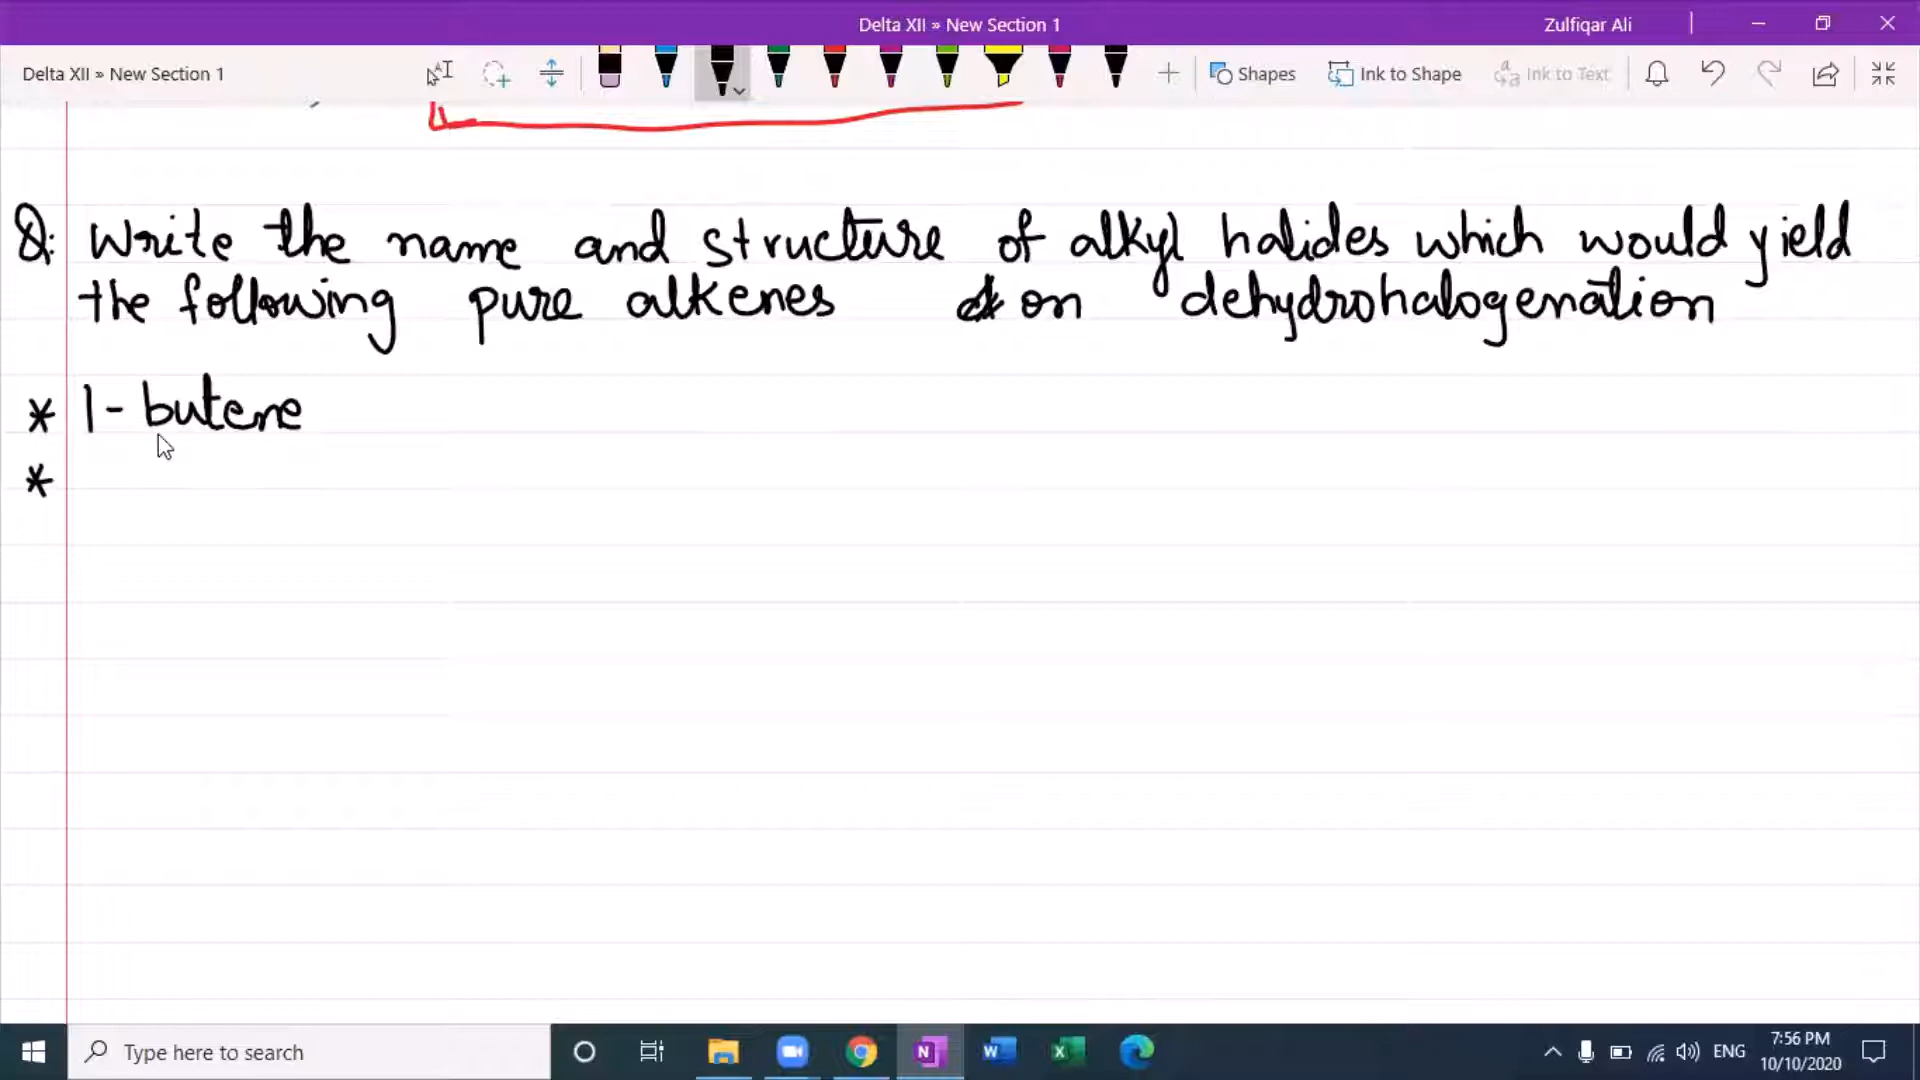 Delta XII » New Section 1
Zulfiqar Ali
Delta XII » New Section 1
Shapes
Ink to Shape
Ink to Text
Q: Write the name and structure of alkyl halides which would yield
the following pure alkenes on dehydrohalogenation
* 1-butene
*
Type here to search
ENG
7:56 PM
10/10/2020